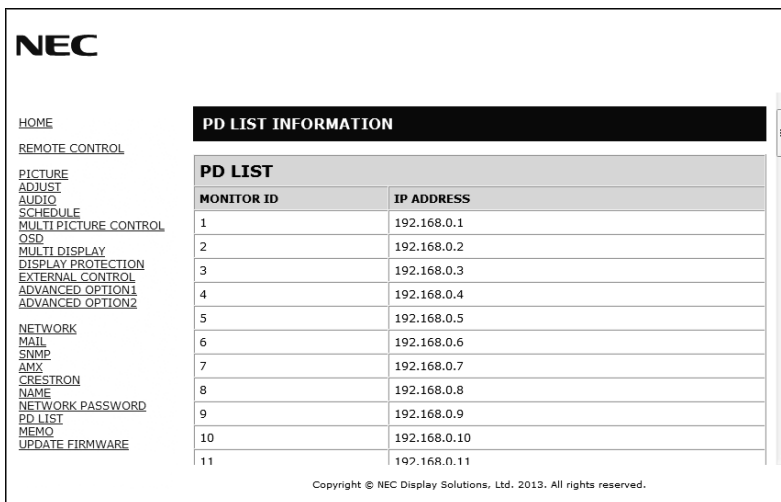 NEC
HOME
REMOTE CONTROL
PICTURE
ADJUST
AUDIO
SCHEDULE
MULTI PICTURE CONTROL
OSD
MULTI DISPLAY
DISPLAY PROTECTION
EXTERNAL CONTROL
ADVANCED OPTION1
ADVANCED OPTION2
NETWORK
MAIL
SNMP
AMX
CRESTRON
NAME
NETWORK PASSWORD
PD LIST
MEMO
UPDATE FIRMWARE
PD LIST INFORMATION
PD LIST
MONITOR ID IP ADDRESS
1 192.168.0.1
2 192.168.0.2
3 192.168.0.3
4 192.168.0.4
5 192.168.0.5
6 192.168.0.6
7 192.168.0.7
8 192.168.0.8
9 192.168.0.9
10 192.168.0.10
11 192.168.0.11
Copyright © NEC Display Solutions, Ltd. 2013. All rights reserved.